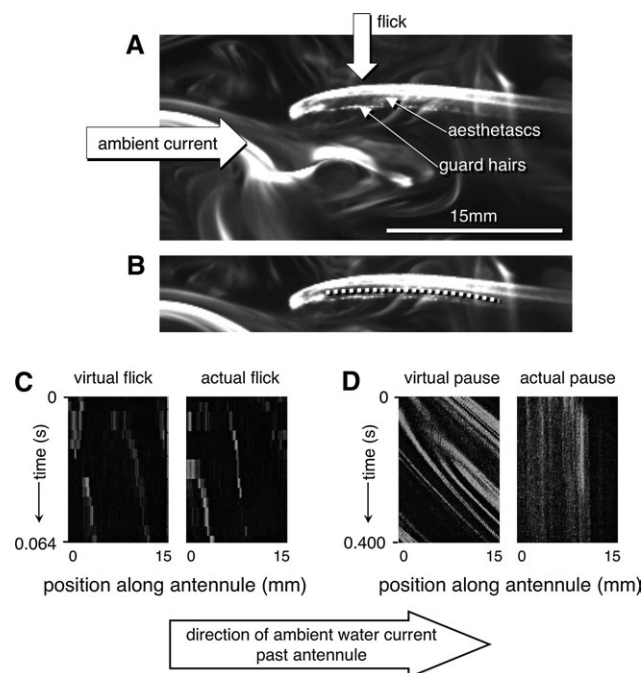 flick
A
ambient current
aesthetascs
guard hairs
15mm
B
C
virtual flick
actual flick
D
virtual pause
actual pause
0
time (s)
0.064
0
15
0
15
position along antennule (mm)
0
time (s)
0.400
0
15
0
15
position along antennule (mm)
direction of ambient water current
past antennule